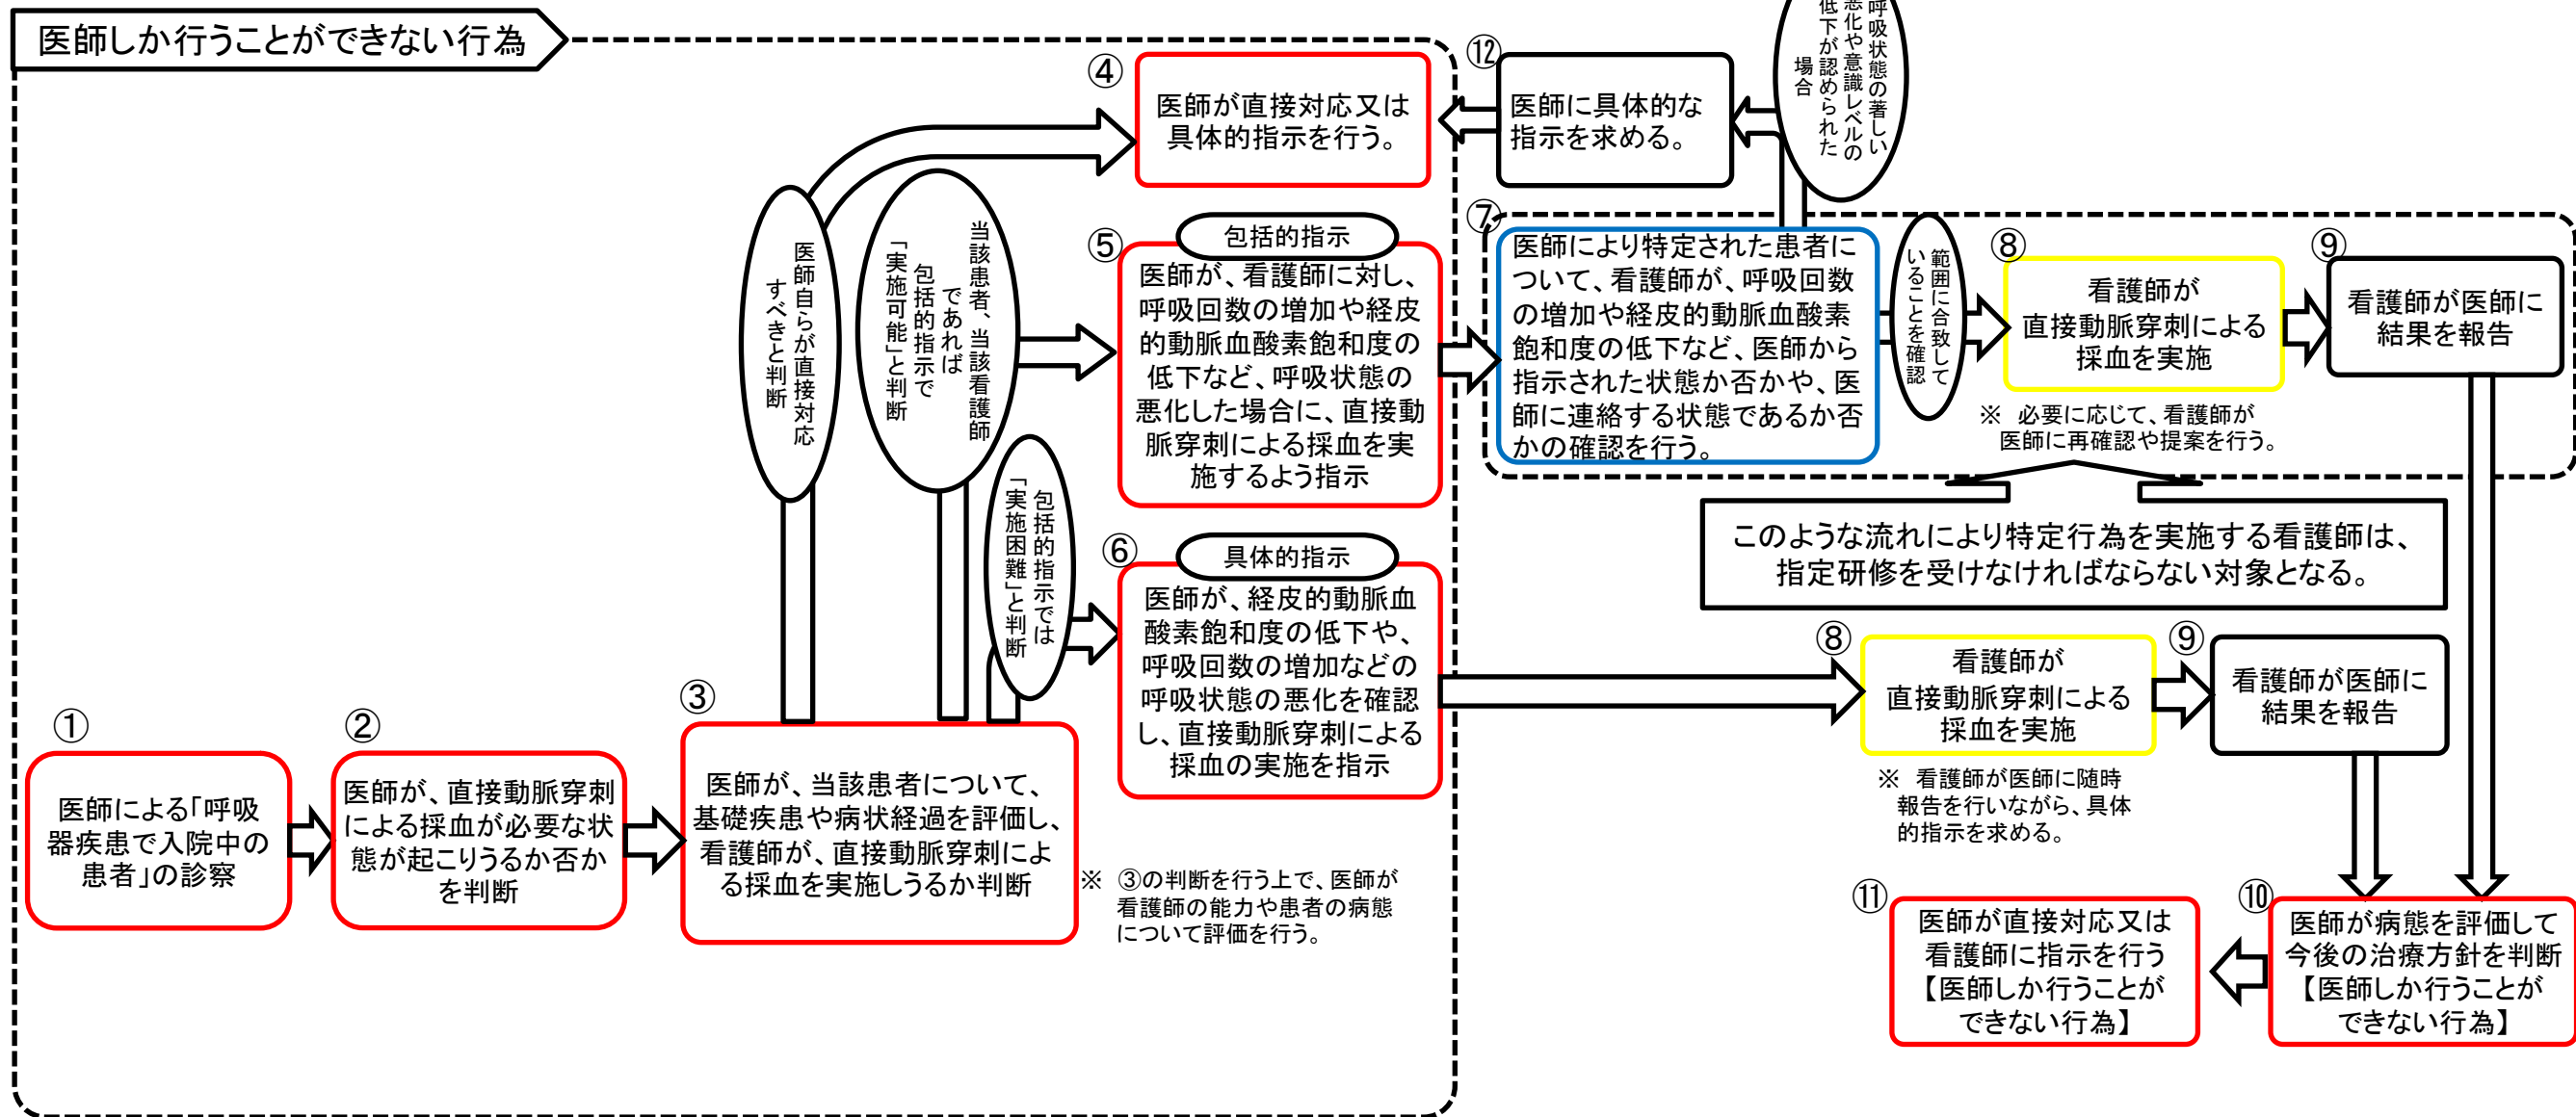 医師しか行うことができない行為
④
医師が直接対応又は
具体的指示を行う。
⑫
医師に具体的な
指示を求める。
呼吸状態の著しい
悪化や意識レベルの
低下が認められた
場合
医師自らが直接対応
すべきと判断
当該患者、当該看護師
であれば
包括的指示で
「実施可能」と判断
包括的指示では
「実施困難」と判断
⑤
包括的指示
医師が、看護師に対し、
呼吸回数の増加や経皮
的動脈血酸素飽和度の
低下など、呼吸状態の
悪化した場合に、直接動
脈穿刺による採血を実
施するよう指示
⑦
医師により特定された患者に
ついて、看護師が、呼吸回数
の増加や経皮的動脈血酸素
飽和度の低下など、医師から
指示された状態か否かや、医
師に連絡する状態であるか否
かの確認を行う。
範囲に合致して
いることを確認
⑧
看護師が
直接動脈穿刺による
採血を実施
⑨
看護師が医師に
結果を報告
※ 必要に応じて、看護師が
医師に再確認や提案を行う。
このような流れにより特定行為を実施する看護師は、
指定研修を受けなければならない対象となる。
⑥
具体的指示
医師が、経皮的動脈血
酸素飽和度の低下や、
呼吸回数の増加などの
呼吸状態の悪化を確認
し、直接動脈穿刺による
採血の実施を指示
⑧
看護師が
直接動脈穿刺による
採血を実施
⑨
看護師が医師に
結果を報告
※ 看護師が医師に随時
報告を行いながら、具体
的指示を求める。
①
医師による「呼吸
器疾患で入院中の
患者」の診察
②
医師が、直接動脈穿刺
による採血が必要な状
態が起こりうるか否か
を判断
③
医師が、当該患者について、
基礎疾患や病状経過を評価し、
看護師が、直接動脈穿刺によ
る採血を実施しうるか判断
※ ③の判断を行う上で、医師が
看護師の能力や患者の病態
について評価を行う。
⑪
医師が直接対応又は
看護師に指示を行う
【医師しか行うことが
できない行為】
⑩
医師が病態を評価して
今後の治療方針を判断
【医師しか行うことが
できない行為】